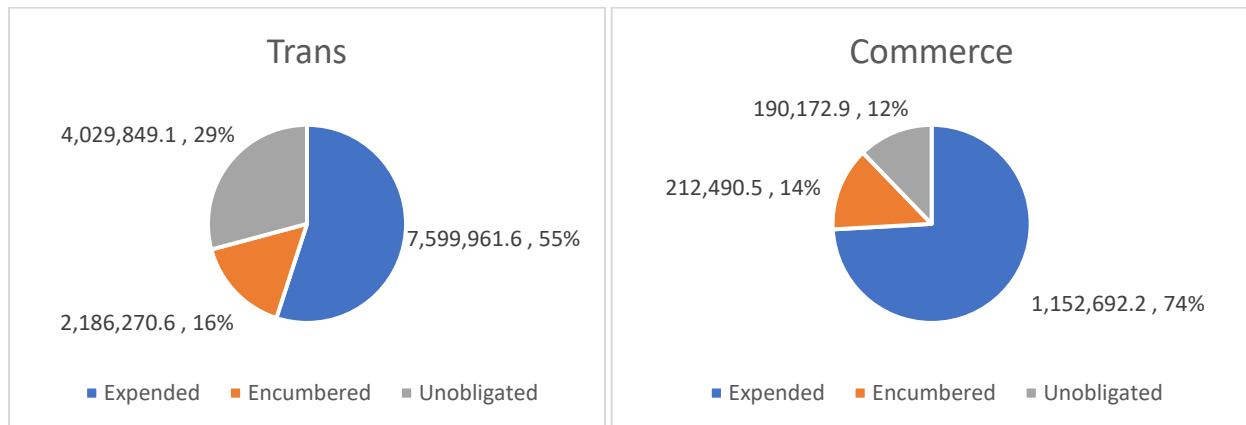 Trans
4,029,849.1 , 29%
7,599,961.6 , 55%
2,186,270.6 , 16%
Expended Encumbered Unobligated
Commerce
190,172.9 , 12%
212,490.5 , 14%
1,152,692.2 , 74%
Expended Encumbered Unobligated